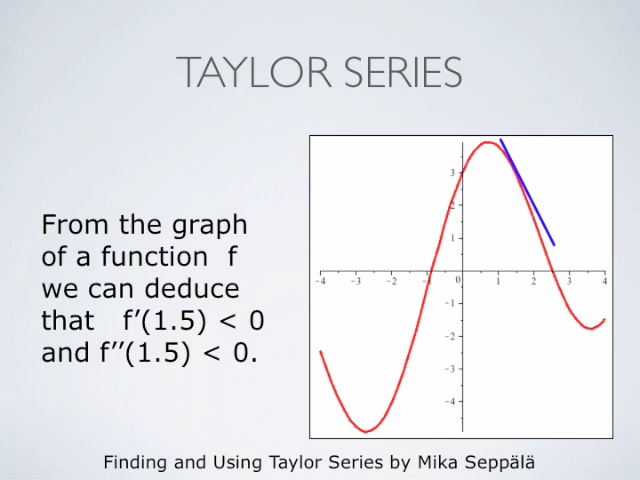 TAYLOR SERIES
From the graph
of a function f
we can deduce
that f’(1.5) < 0
and f’’(1.5) < 0.
3
2
1
-4 -3 -2 -1 0 1 2 3 4
-1
-2
-3
-4
Finding and Using Taylor Series by Mika Seppälä